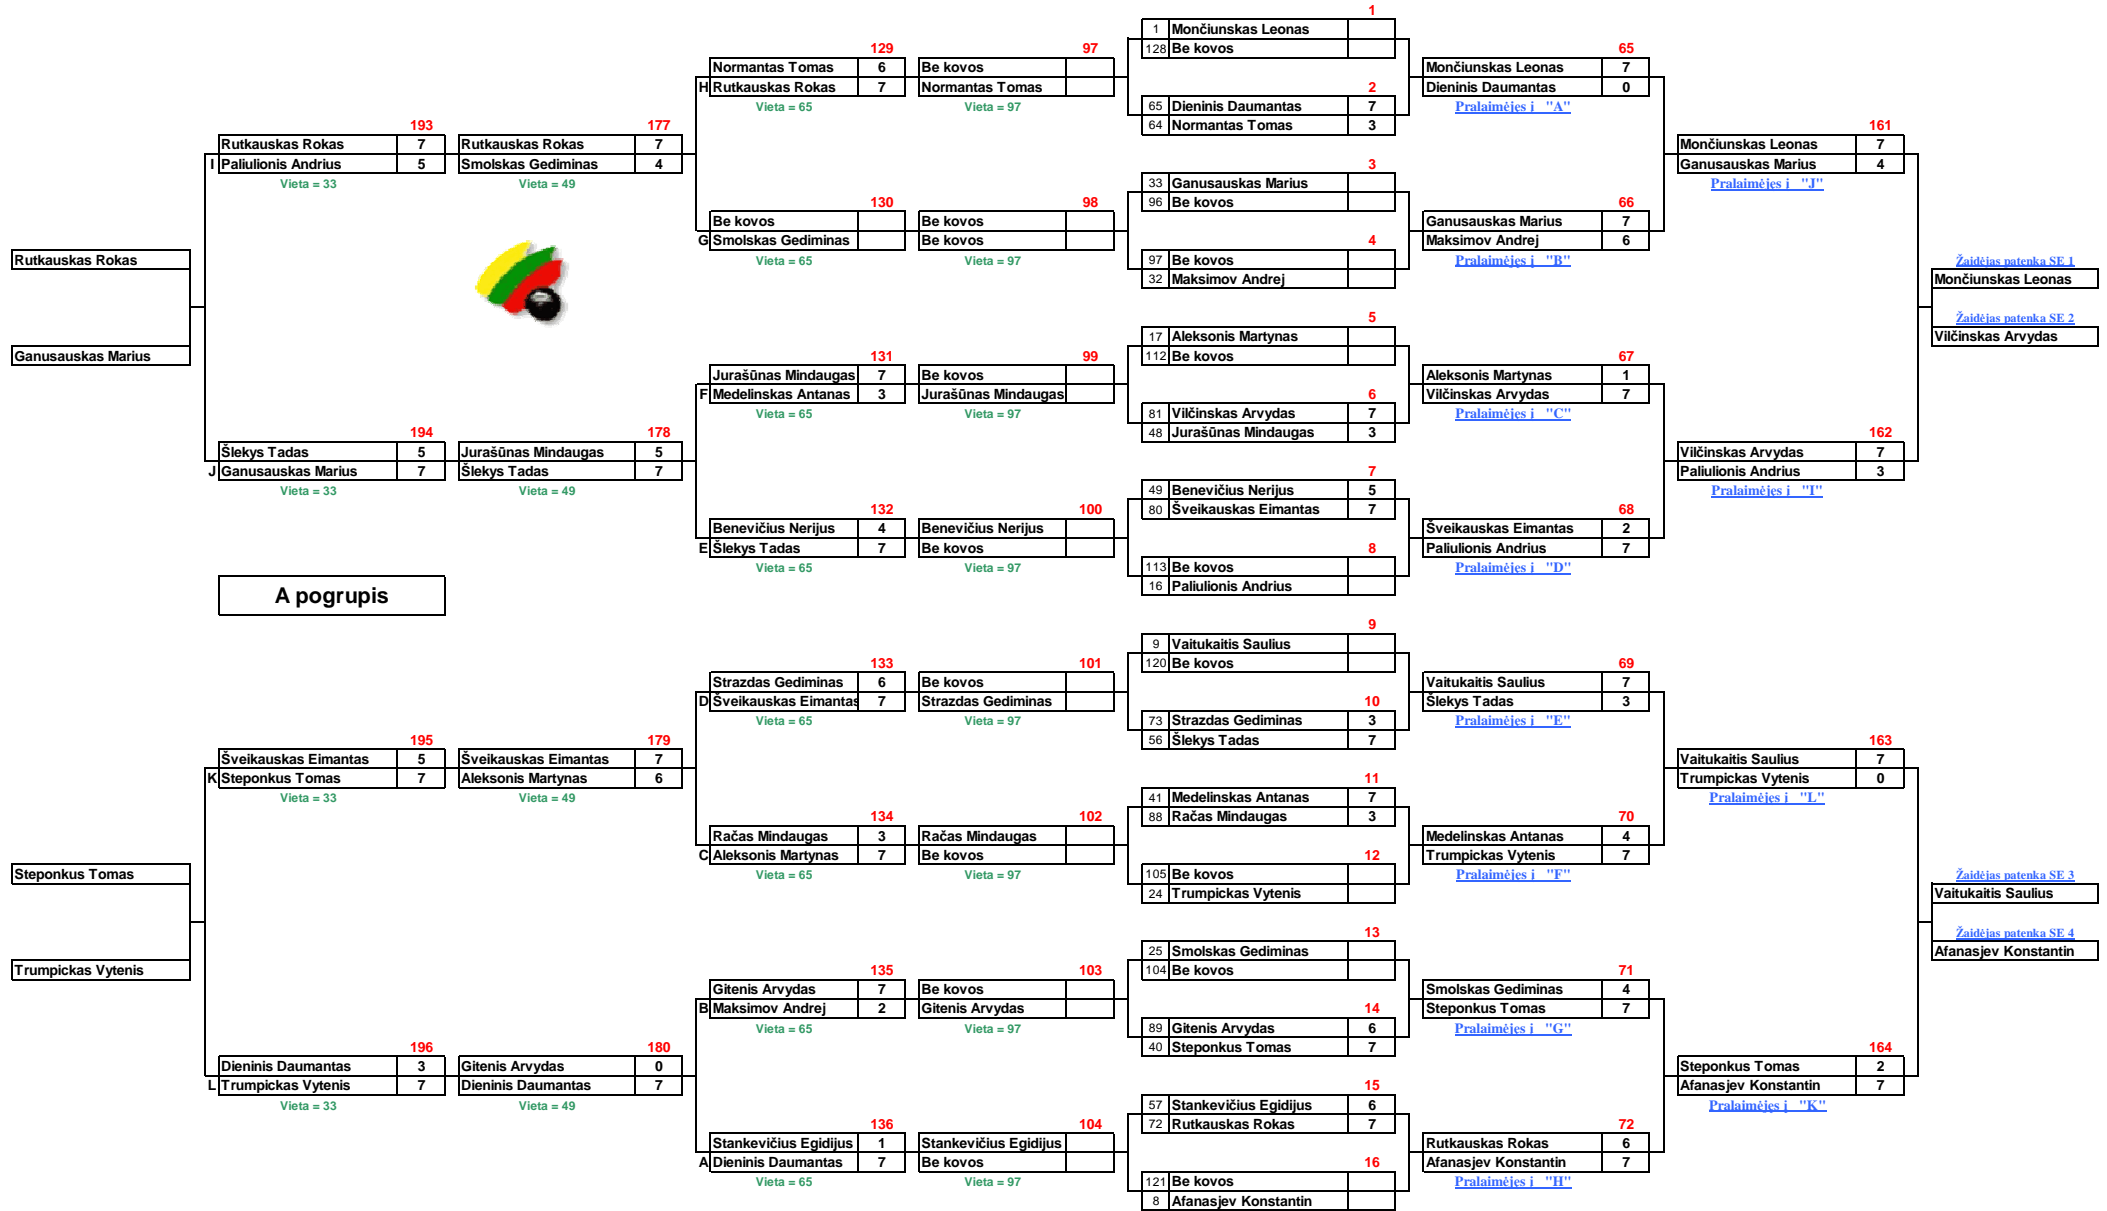 1
1 Mončiunskas Leonas
128 Be kovos
129 97 65
Normantas Tomas 6 Be kovos Mončiunskas Leonas 7
H Rutkauskas Rokas 7 Normantas Tomas 2 Dieninis Daumantas 0
Vieta = 65 Vieta = 97 65 Dieninis Daumantas 7 Pralaimėjęs į "A"
193 177 64 Normantas Tomas 3 161
Rutkauskas Rokas 7 Rutkauskas Rokas 7 Mončiunskas Leonas 7
I Paliulionis Andrius 5 Smolskas Gediminas 4 3 Ganusauskas Marius 4
Vieta = 33 Vieta = 49 33 Ganusauskas Marius Pralaimėjęs į "J"
130 98 96 Be kovos 66
Be kovos Be kovos Ganusauskas Marius 7
G Smolskas Gediminas Be kovos 4 Maksimov Andrej 6
Rutkauskas Rokas Vieta = 65 Vieta = 97 97 Be kovos Pralaimėjęs į "B" Žaidėjas patenka SE 1
32 Maksimov Andrej Mončiunskas Leonas
5 Žaidėjas patenka SE 2
17 Aleksonis Martynas Vilčinskas Arvydas
Ganusauskas Marius 131 99 112 Be kovos 67
Jurašūnas Mindaugas 7 Be kovos Aleksonis Martynas 1
F Medelinskas Antanas 3 Jurašūnas Mindaugas 6 Vilčinskas Arvydas 7
Vieta = 65 Vieta = 97 81 Vilčinskas Arvydas 7 Pralaimėjęs į "C"
194 178 48 Jurašūnas Mindaugas 3 162
Šlekys Tadas 5 Jurašūnas Mindaugas 5 Vilčinskas Arvydas 7
J Ganusauskas Marius 7 Šlekys Tadas 7 7 Paliulionis Andrius 3
Vieta = 33 Vieta = 49 49 Benevičius Nerijus 5 Pralaimėjęs į "I"
132 100 80 Šveikauskas Eimantas 7 68
Benevičius Nerijus 4 Benevičius Nerijus Šveikauskas Eimantas 2
E Šlekys Tadas 7 Be kovos 8 Paliulionis Andrius 7
Vieta = 65 Vieta = 97 113 Be kovos Pralaimėjęs į "D"
A pogrupis 16 Paliulionis Andrius
9
9 Vaitukaitis Saulius
133 101 120 Be kovos 69
Strazdas Gediminas 6 Be kovos Vaitukaitis Saulius 7
D Šveikauskas Eimantas 7 Strazdas Gediminas 10 Šlekys Tadas 3
Vieta = 65 Vieta = 97 73 Strazdas Gediminas 3 Pralaimėjęs į "E"
195 179 56 Šlekys Tadas 7 163
Šveikauskas Eimantas 5 Šveikauskas Eimantas 7 Vaitukaitis Saulius 7
K Steponkus Tomas 7 Aleksonis Martynas 6 11 Trumpickas Vytenis 0
Vieta = 33 Vieta = 49 41 Medelinskas Antanas 7 Pralaimėjęs į "L"
134 102 88 Račas Mindaugas 3 70
Račas Mindaugas 3 Račas Mindaugas Medelinskas Antanas 4
C Aleksonis Martynas 7 Be kovos 12 Trumpickas Vytenis 7
Steponkus Tomas Vieta = 65 Vieta = 97 105 Be kovos Pralaimėjęs į "F" Žaidėjas patenka SE 3
24 Trumpickas Vytenis Vaitukaitis Saulius
13 Žaidėjas patenka SE 4
25 Smolskas Gediminas Afanasjev Konstantin
Trumpickas Vytenis 135 103 104 Be kovos 71
Gitenis Arvydas 7 Be kovos Smolskas Gediminas 4
B Maksimov Andrej 2 Gitenis Arvydas 14 Steponkus Tomas 7
Vieta = 65 Vieta = 97 89 Gitenis Arvydas 6 Pralaimėjęs į "G"
196 180 40 Steponkus Tomas 7 164
Dieninis Daumantas 3 Gitenis Arvydas 0 Steponkus Tomas 2
L Trumpickas Vytenis 7 Dieninis Daumantas 7 15 Afanasjev Konstantin 7
Vieta = 33 Vieta = 49 57 Stankevičius Egidijus 6 Pralaimėjęs į "K"
136 104 72 Rutkauskas Rokas 7 72
Stankevičius Egidijus 1 Stankevičius Egidijus Rutkauskas Rokas 6
A Dieninis Daumantas 7 Be kovos 16 Afanasjev Konstantin 7
Vieta = 65 Vieta = 97 121 Be kovos Pralaimėjęs į "H"
8 Afanasjev Konstantin